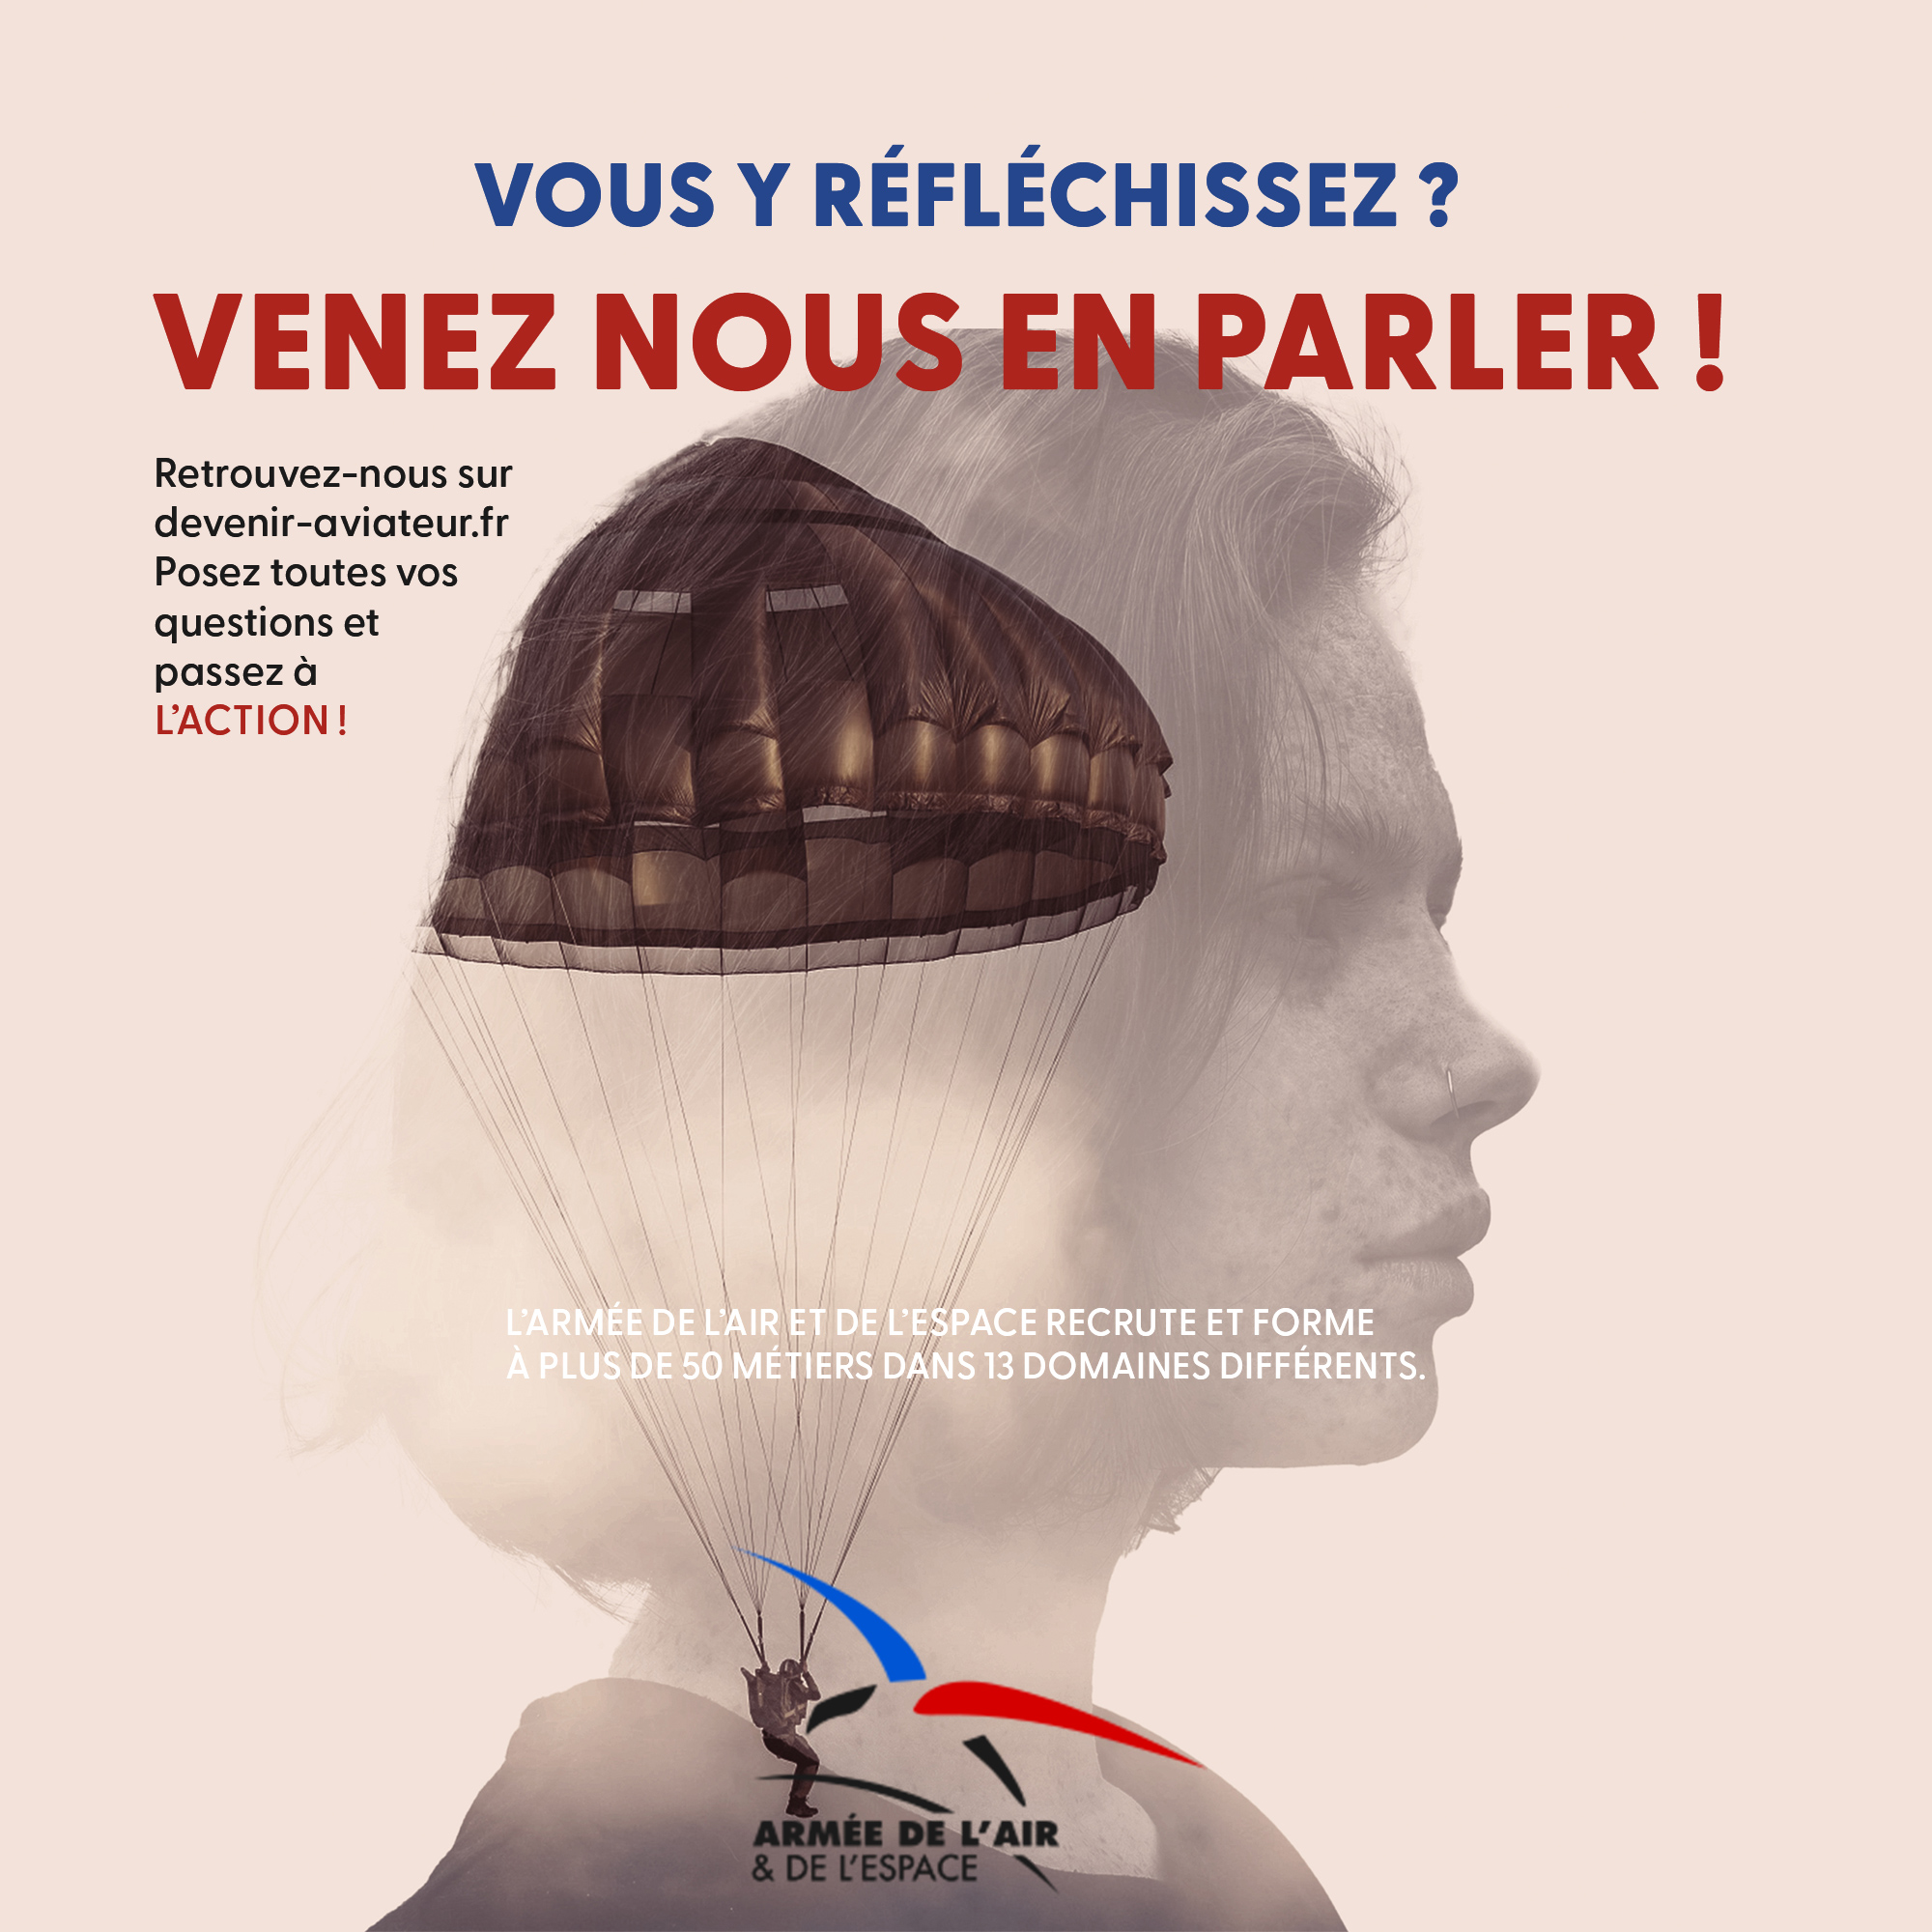 VOUS Y RÉFLÉCHISSEZ ?
VENEZ NOUS EN PARLER !
Retrouvez-nous sur
devenir-aviateur.fr
Posez toutes vos
questions et
passez à
L’ACTION !
L’ARMÉE DE L’AIR ET DE L’ESPACE RECRUTE ET FORME
À PLUS DE 50 MÉTIERS DANS 13 DOMAINES DIFFÉRENTS.
ARMÉE DE L’AIR
& DE L’ESPACE